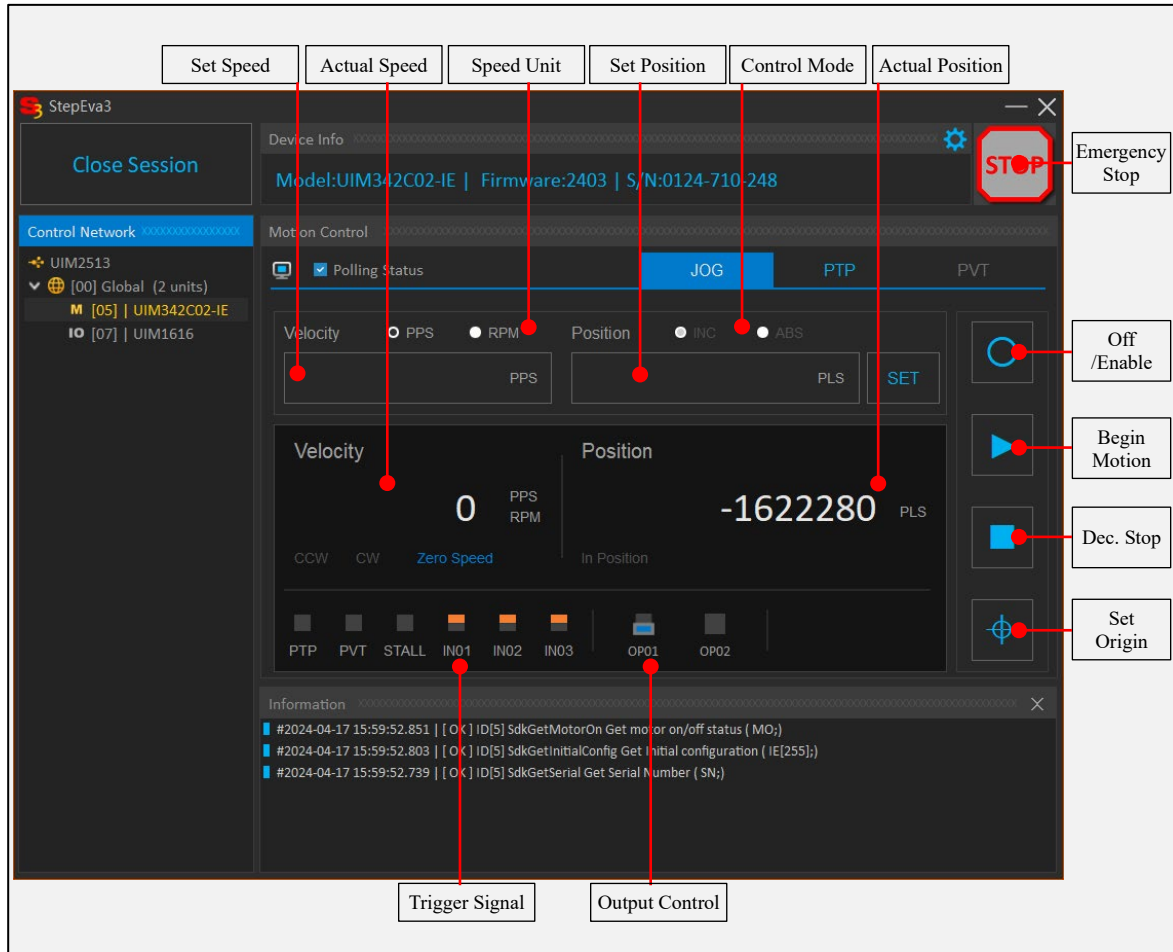 Set Speed
Actual Speed
Speed Unit
Set Position
Control Mode
Actual Position
StepEva3
Close Session
Device Info
Model:UIM342C02-IE | Firmware:2403 | S/N:0124-710-248
STOP
Emergency
Stop
Control Network
UIM2513
[00] Global (2 units)
M [05] | UIM342C02-IE
IO [07] | UIM1616
Motion Control
Polling Status
JOG
PTP
PVT
Velocity
PPS
RPM
Position
INC
ABS
PPS
PLS
SET
Off
/Enable
Velocity
0
PPS
RPM
CCW
CW
Zero Speed
Position
-1622280
PLS
In Position
Begin
Motion
Dec. Stop
PTP
PVT
STALL
IN01
IN02
IN03
OP01
OP02
Set
Origin
Information
#2024-04-17 15:59:52.851 | [ OK ] ID[5] SdkGetMotorOn Get motor on/off status ( MO;)
#2024-04-17 15:59:52.803 | [ OK ] ID[5] SdkGetInitialConfig Get Initial configuration ( IE[255];)
#2024-04-17 15:59:52.739 | [ OK ] ID[5] SdkGetSerial Get Serial Number ( SN;)
Trigger Signal
Output Control